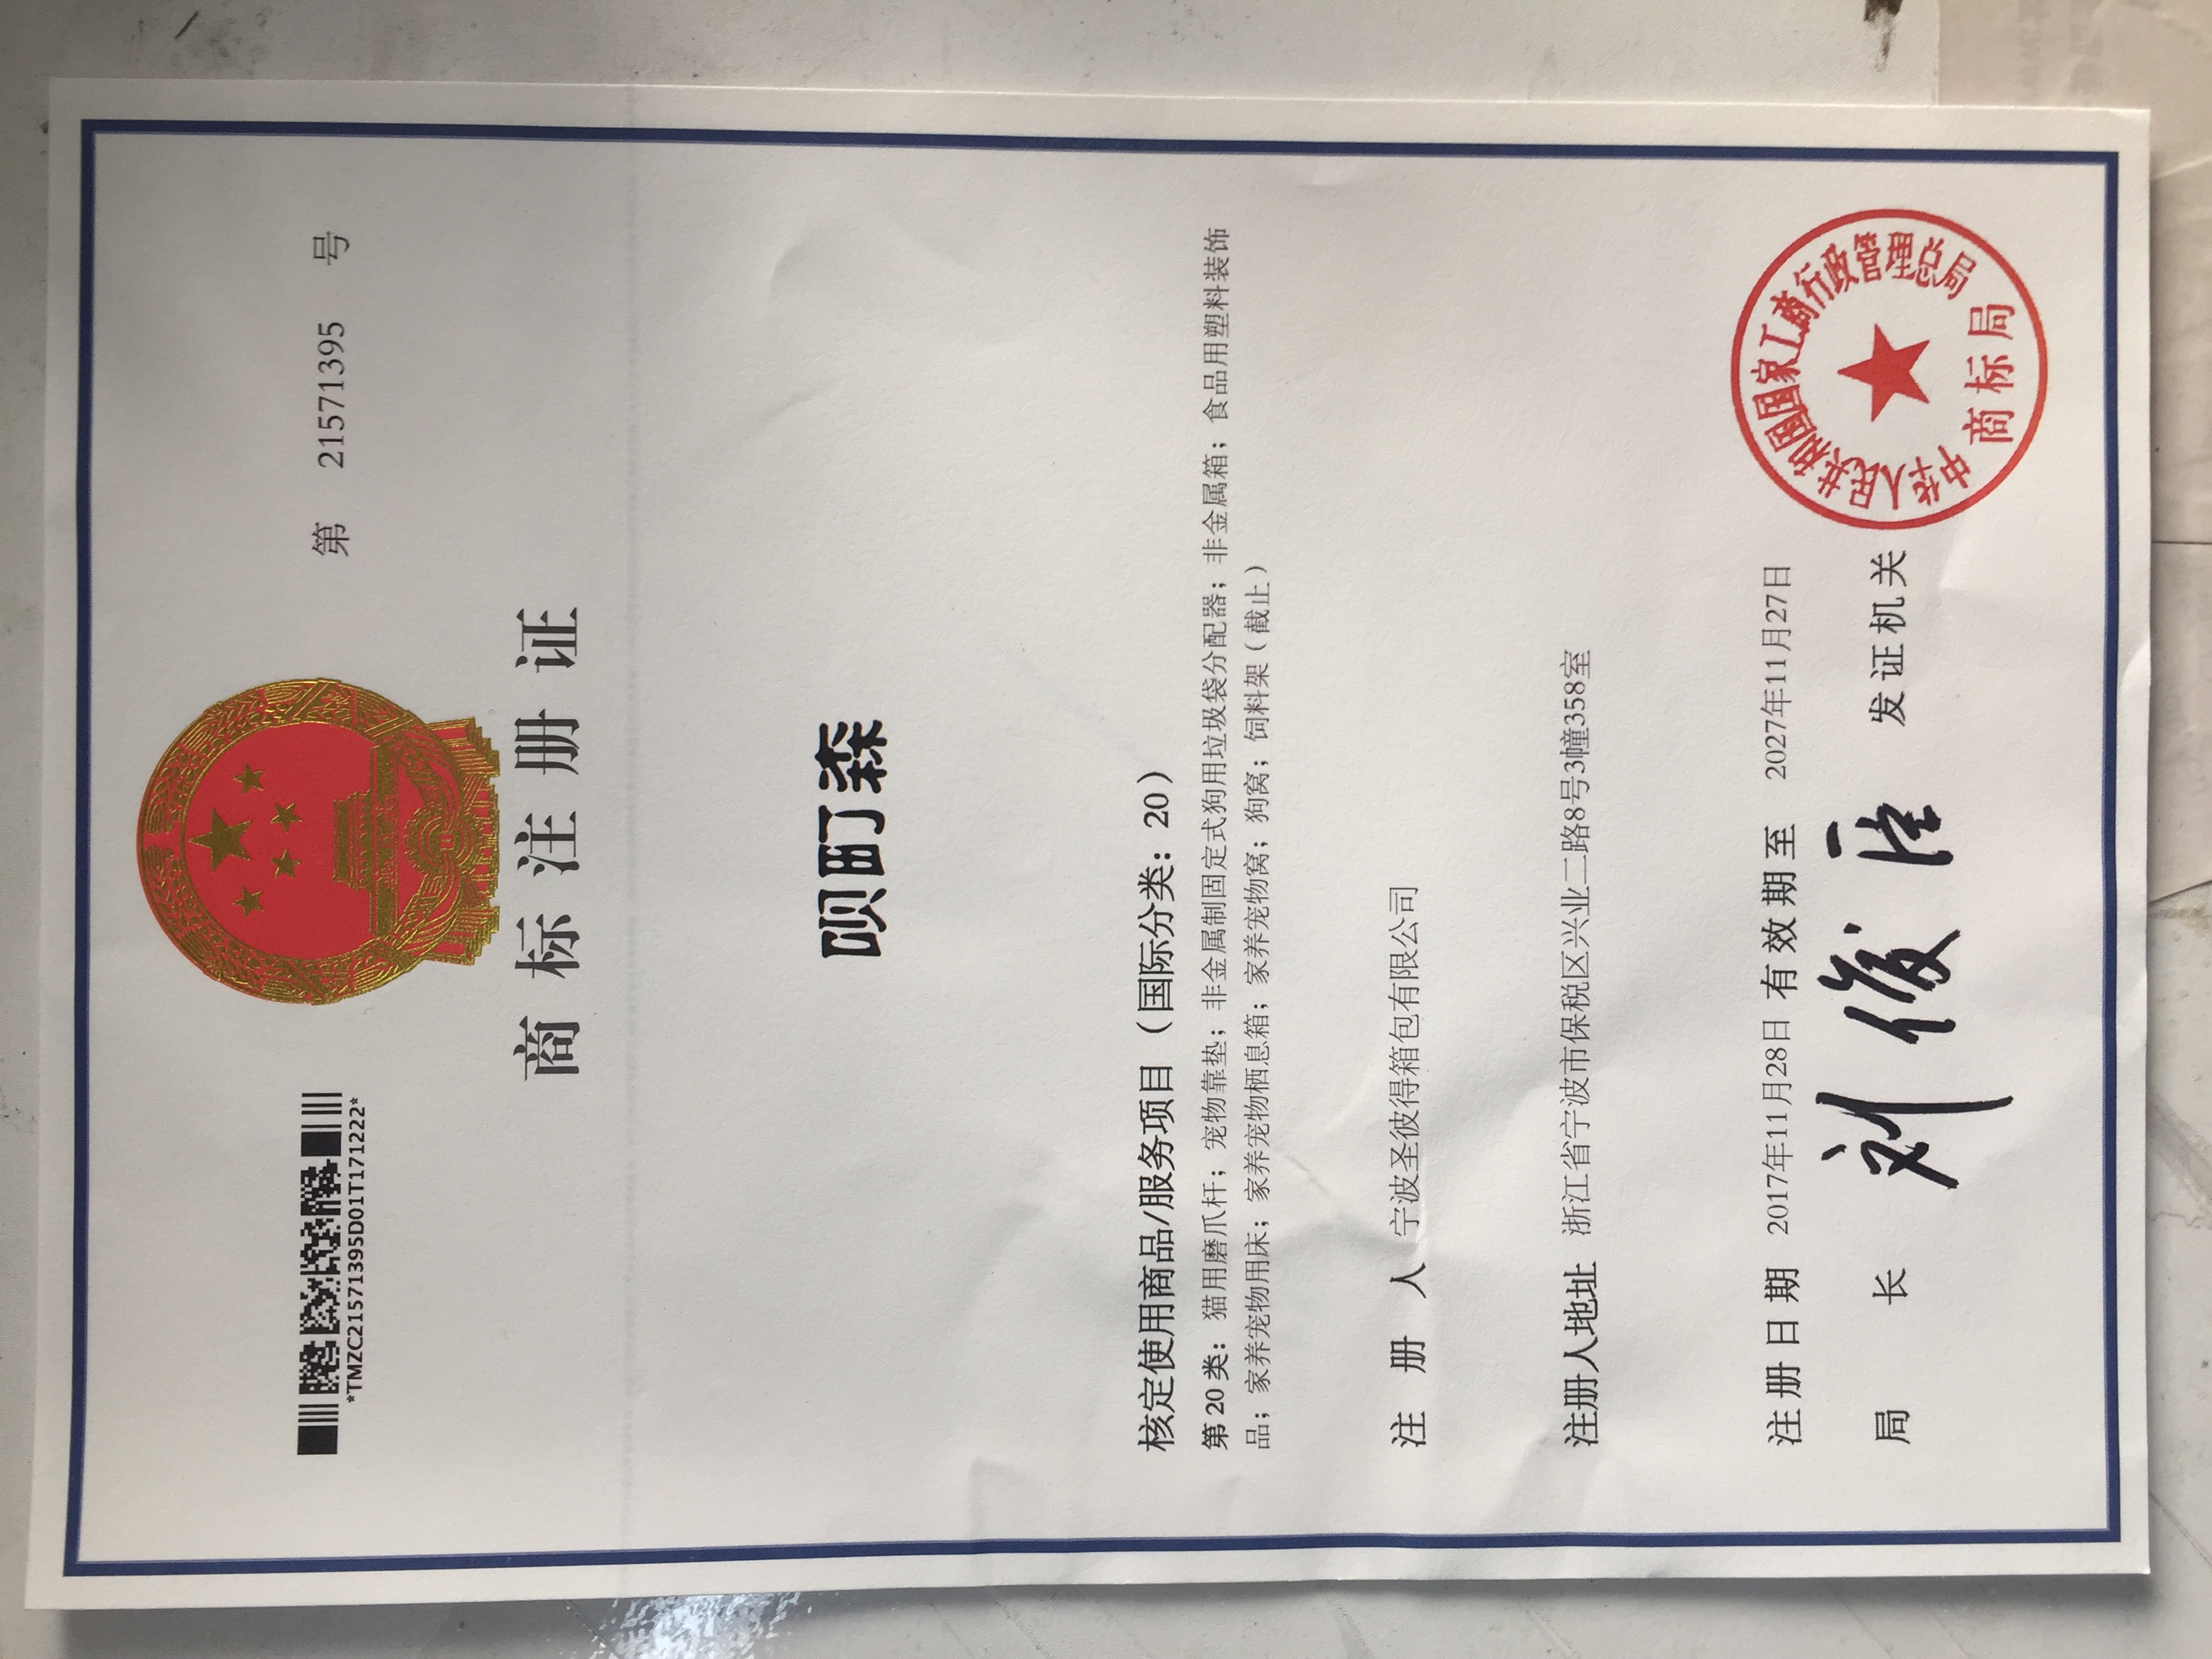 *TMZC21571395D01T171222*
第 21571395 号
商标注册证
呗町森
核定使用商品/服务项目（国际分类：20）
第20类：猫用磨爪杆；宠物靠垫；非金属制固定式狗用垃圾袋分配器；非金属箱；食品用塑料装饰
品；家养宠物用床；家养宠物栖息箱；家养宠物窝；狗窝；饲料架（截止）
注册人 宁波圣彼得箱包有限公司
注册人地址 浙江省宁波市保税区兴业二路8号3幢358室
注册日期 2017年11月28日 有效期至 2027年11月27日
局长 刘俊臣 发证机关
中华人民共和国国家工商行政管理总局
商标局